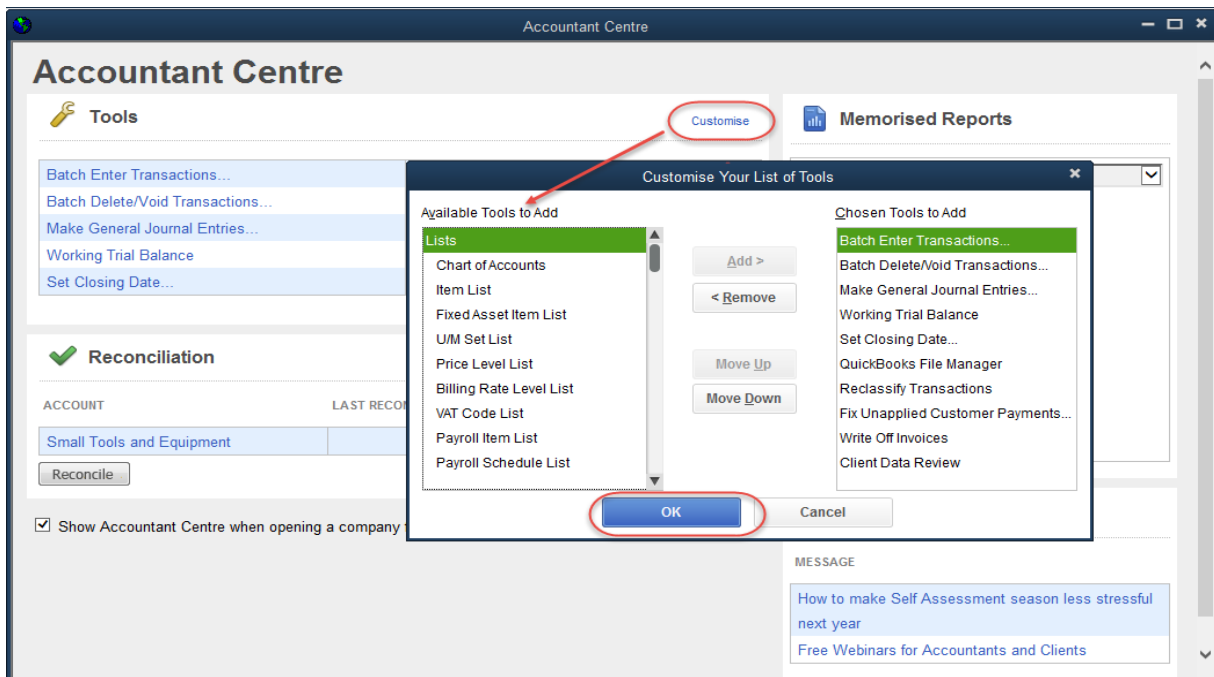 Accountant Centre
Accountant Centre
Tools
Customise
Batch Enter Transactions...
Batch Delete/Void Transactions...
Make General Journal Entries...
Working Trial Balance
Set Closing Date...
Memorised Reports
Customise Your List of Tools
Available Tools to Add
Lists
Chart of Accounts
Item List
Fixed Asset Item List
U/M Set List
Price Level List
Billing Rate Level List
VAT Code List
Payroll Item List
Payroll Schedule List
Add >
< Remove
Move Up
Move Down
Chosen Tools to Add
Batch Enter Transactions...
Batch Delete/Void Transactions...
Make General Journal Entries...
Working Trial Balance
Set Closing Date...
QuickBooks File Manager
Reclassify Transactions
Fix Unapplied Customer Payments...
Write Off Invoices
Client Data Review
OK
Cancel
Reconciliation
ACCOUNT
LAST RECON
Small Tools and Equipment
Reconcile
Show Accountant Centre when opening a company
MESSAGE
How to make Self Assessment season less stressful
next year
Free Webinars for Accountants and Clients